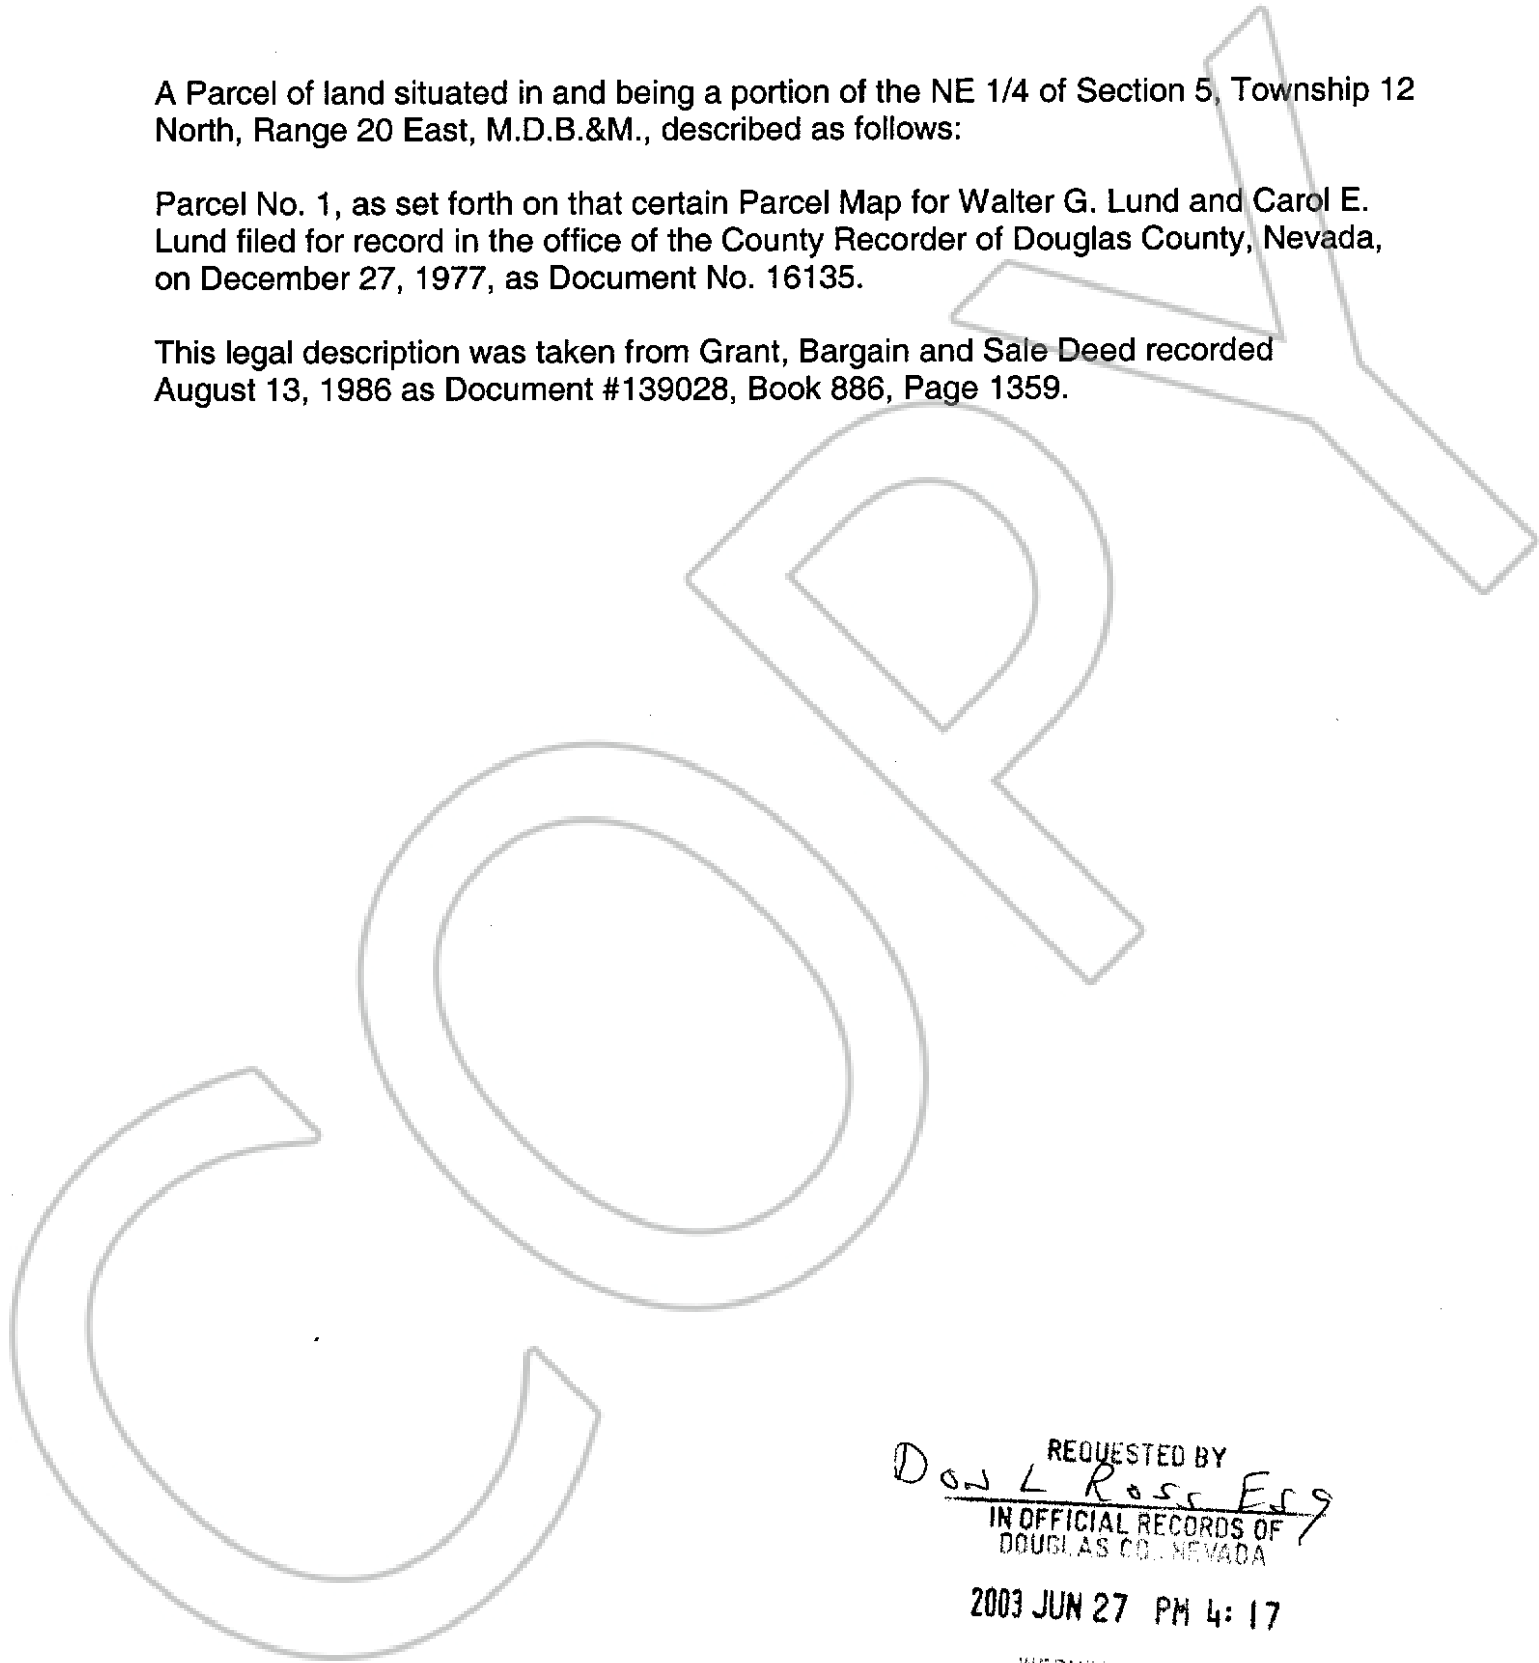 A Parcel of land situated in and being a portion of the NE 1/4 of Section 5, Township 12
North, Range 20 East, M.D.B.&M., described as follows:
Parcel No. 1, as set forth on that certain Parcel Map for Walter G. Lund and Carol E.
Lund filed for record in the office of the County Recorder of Douglas County, Nevada,
on December 27, 1977, as Document No. 16135.
This legal description was taken from Grant, Bargain and Sale Deed recorded
August 13, 1986 as Document #139028, Book 886, Page 1359.
COPY
REQUESTED BY
Don L Ross Esq
IN OFFICIAL RECORDS OF
DOUGLAS CO., NEVADA
2003 JUN 27 PM 4:17